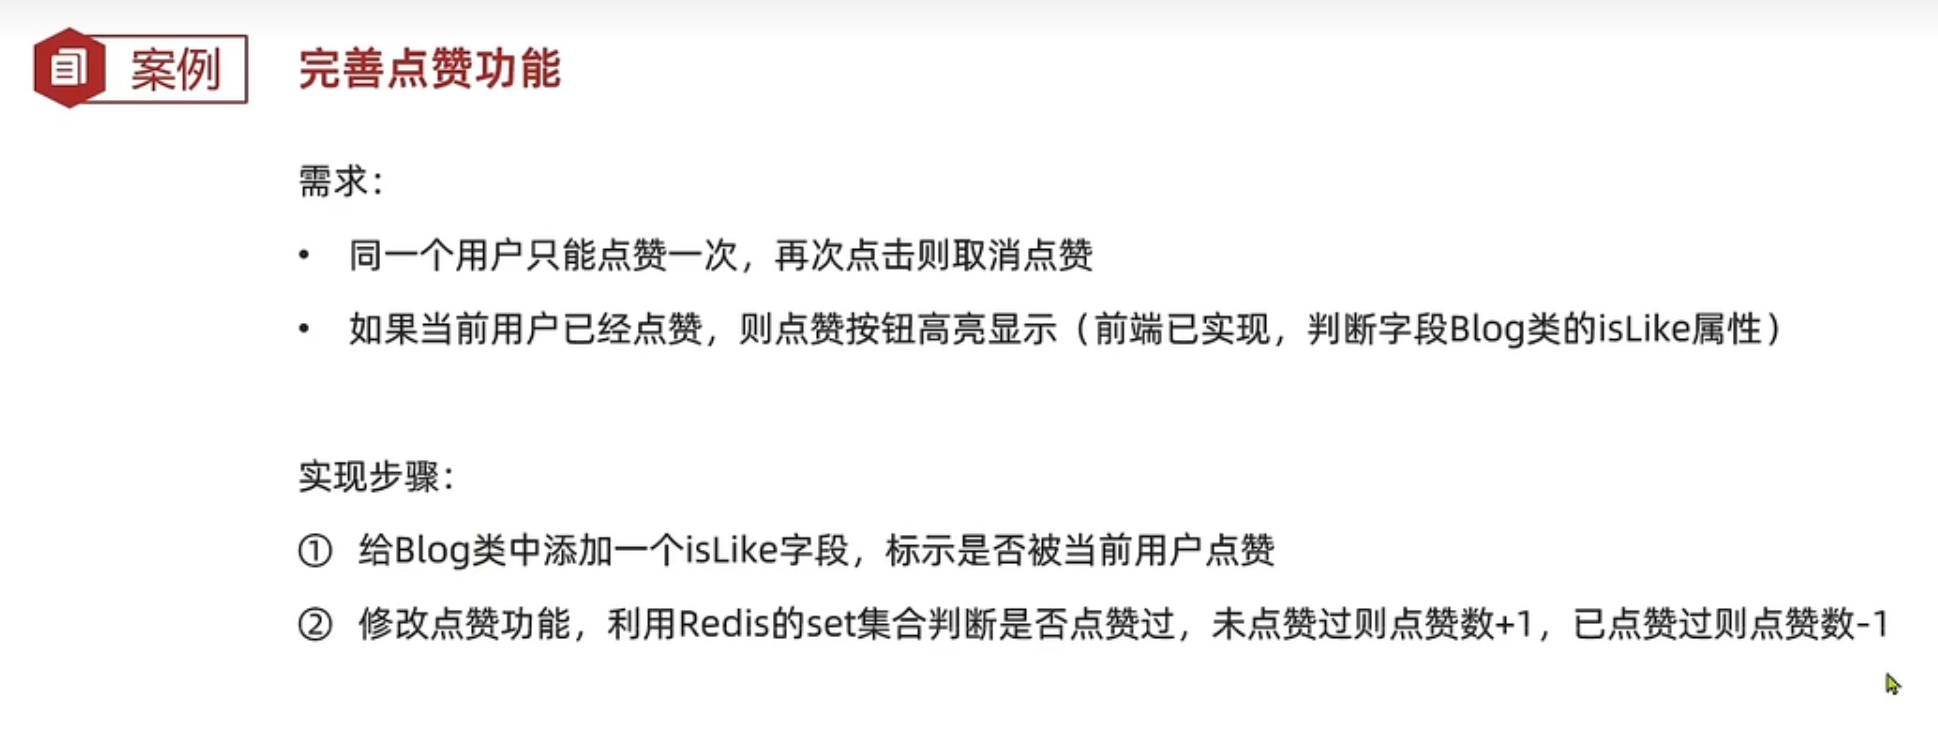 案例
完善点赞功能
需求：
• 同一个用户只能点赞一次，再次点击则取消点赞
• 如果当前用户已经点赞，则点赞按钮高亮显示（前端已实现，判断字段Blog类的isLike属性）
实现步骤：
① 给Blog类中添加一个isLike字段，标示是否被当前用户点赞
② 修改点赞功能，利用Redis的set集合判断是否点赞过，未点赞过则点赞数+1，已点赞过则点赞数-1